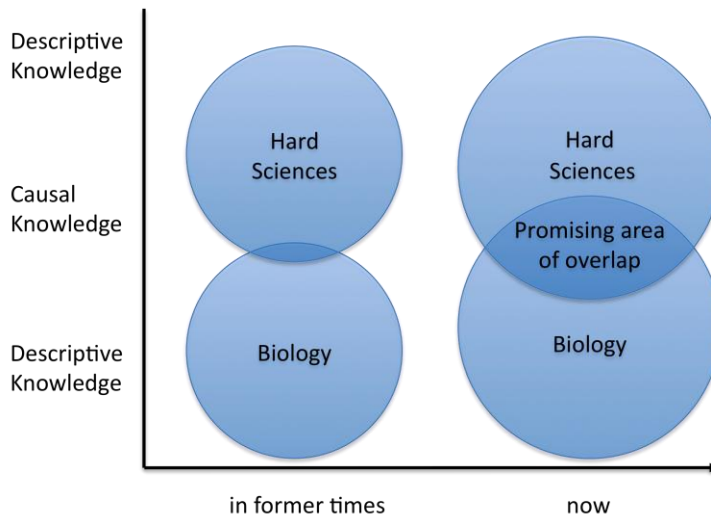 Descriptive
Knowledge
Causal
Knowledge
Descriptive
Knowledge
Hard
Sciences
Biology
Hard
Sciences
Promising area
of overlap
Biology
in former times
now